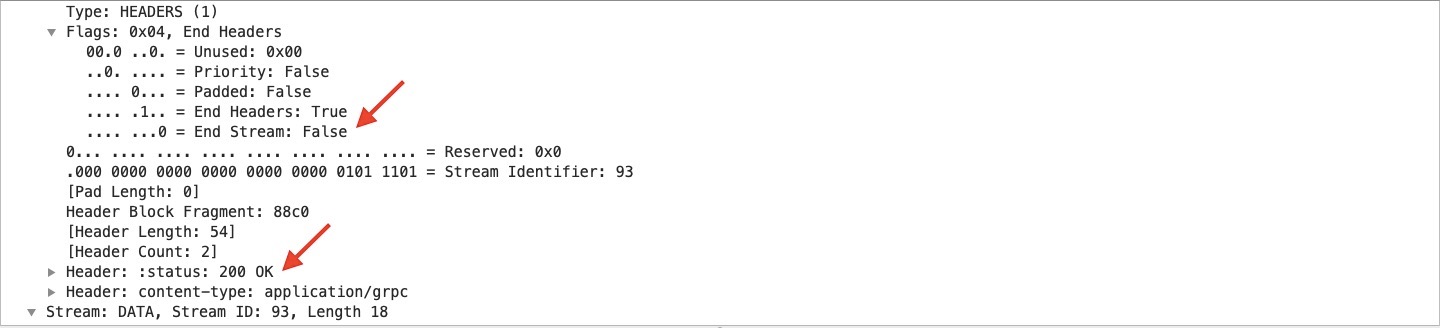 Type: HEADERS (1)
Flags: 0x04, End Headers
00.0 ..0. = Unused: 0x00
..0. .... = Priority: False
.... 0... = Padded: False
.... .1.. = End Headers: True
.... ...0 = End Stream: False
0... .... .... .... .... .... .... .... = Reserved: 0x0
.000 0000 0000 0000 0000 0000 0101 1101 = Stream Identifier: 93
[Pad Length: 0]
Header Block Fragment: 88c0
[Header Length: 54]
[Header Count: 2]
Header: :status: 200 OK
Header: content-type: application/grpc
Stream: DATA, Stream ID: 93, Length 18